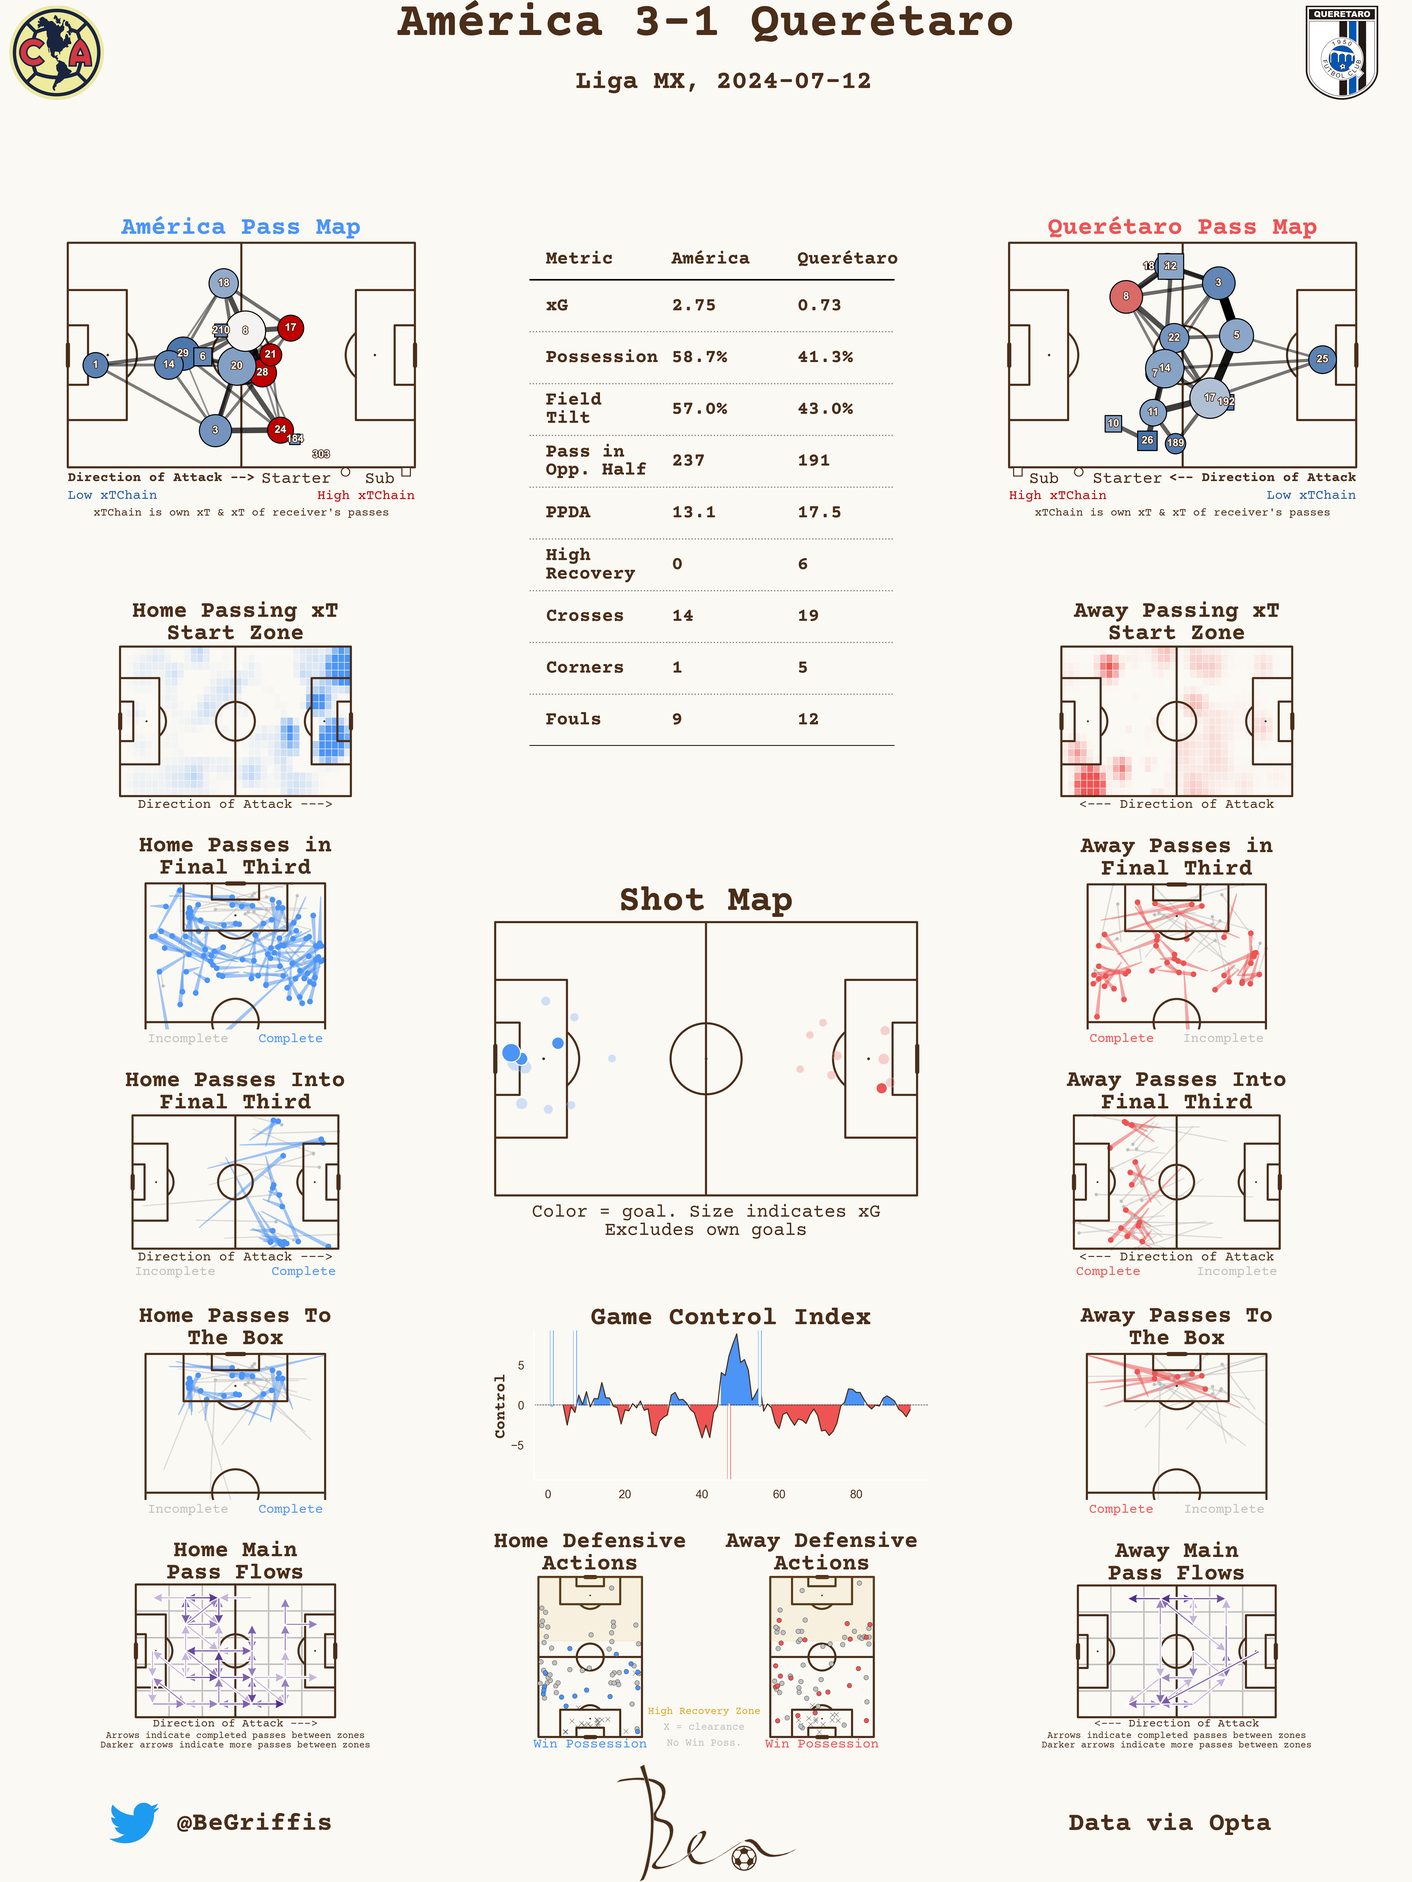 América 3-1 Querétaro
Liga MX, 2024-07-12
CA
QUERETARO
1950
FUTBOL CLUB
América Pass Map
18
17
210
8
29
6
21
1
14
20
28
3
24
184
303
Direction of Attack --> Starter Sub
Low xTChain High xTChain
xTChain is own xT & xT of receiver's passes
Metric América Querétaro
xG 2.75 0.73
Possession 58.7% 41.3%
Field
Tilt 57.0% 43.0%
Pass in
Opp. Half 237 191
PPDA 13.1 17.5
High
Recovery 0 6
Crosses 14 19
Corners 1 5
Fouls 9 12
Querétaro Pass Map
12
3
8
22
5
25
7
14
17
192
11
10
26
189
Sub Starter <-- Direction of Attack
High xTChain Low xTChain
xTChain is own xT & xT of receiver's passes
Home Passing xT
Start Zone
Direction of Attack --->
Away Passing xT
Start Zone
<--- Direction of Attack
Home Passes in
Final Third
Incomplete Complete
Shot Map
Color = goal. Size indicates xG
Excludes own goals
Away Passes in
Final Third
Complete Incomplete
Home Passes Into
Final Third
Direction of Attack --->
Incomplete Complete
Away Passes Into
Final Third
<--- Direction of Attack
Complete Incomplete
Home Passes To
The Box
Incomplete Complete
Game Control Index
Control
5
0
−5
0 20 40 60 80
Away Passes To
The Box
Complete Incomplete
Home Main
Pass Flows
Direction of Attack --->
Arrows indicate completed passes between zones
Darker arrows indicate more passes between zones
Home Defensive
Actions
Win Possession
Away Defensive
Actions
Win Possession
High Recovery Zone
X = clearance
No Win Poss.
Away Main
Pass Flows
<--- Direction of Attack
Arrows indicate completed passes between zones
Darker arrows indicate more passes between zones
@BeGriffis
Ben
Data via Opta